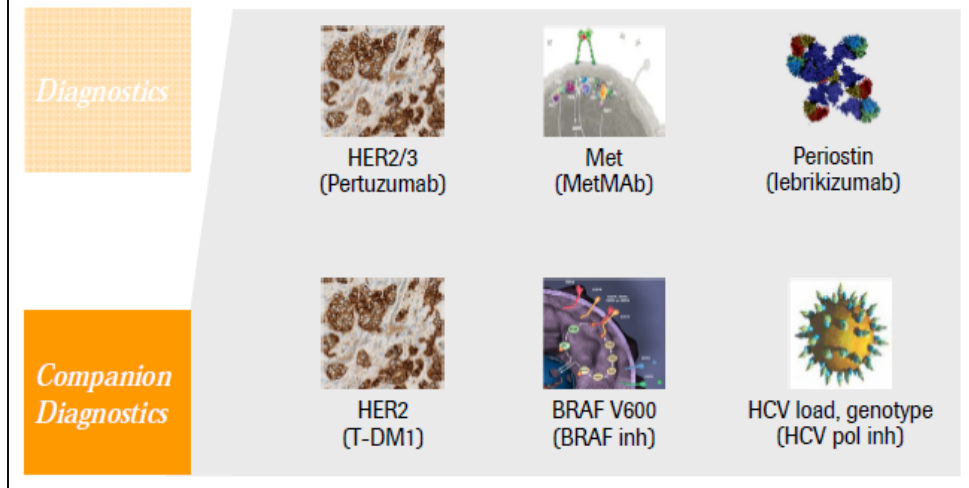 Diagnostics
HER2/3
(Pertuzumab)
Met
(MetMAb)
Periostin
(lebrikizumab)
Companion
Diagnostics
HER2
(T-DM1)
BRAF V600
(BRAF inh)
HCV load, genotype
(HCV pol inh)